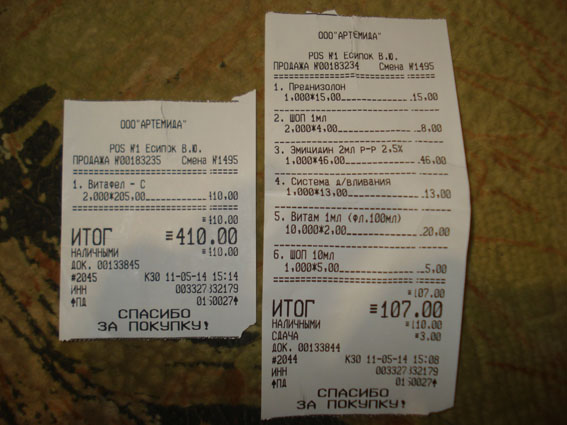 ООО"АРТЕМИДА"
POS №1 Есипок В.Ю.
ПРОДАЖА №00183235 Смена №1495
1. Витафел - С
2,000*205,00 410,00
≡410.00
ИТОГ ≡410.00
НАЛИЧНЫМИ ≡410.00
ДОК. 00133845
#2045 К30 11-05-14 15:14
ИНН 003327332179
↟ПД
СПАСИБО
ЗА ПОКУПКУ!
ООО"АРТЕМИДА"
POS №1 Есипок В.Ю.
ПРОДАЖА №00183234 Смена №1495
1. Преднизолон
1,000*15,00 15,00
2. ШОП 1мл
2,000*4,00 8,00
3. Эмицидин 2мл Р-Р 2,5%
1,000*46,00 46,00
4. Система д/вливания
1,000*13,00 13,00
5. Витам 1мл (фл.100мл)
10,000*2,00 20,00
6. ШОП 10мл
1,000*5,00 5,00
≡107.00
ИТОГ ≡107.00
НАЛИЧНЫМИ ≡110.00
СДАЧА ≡3.00
ДОК. 00133844
#2044 К30 11-05-14 15:08
ИНН 003327332179
↟ПД
СПАСИБО
ЗА ПОКУПКУ!